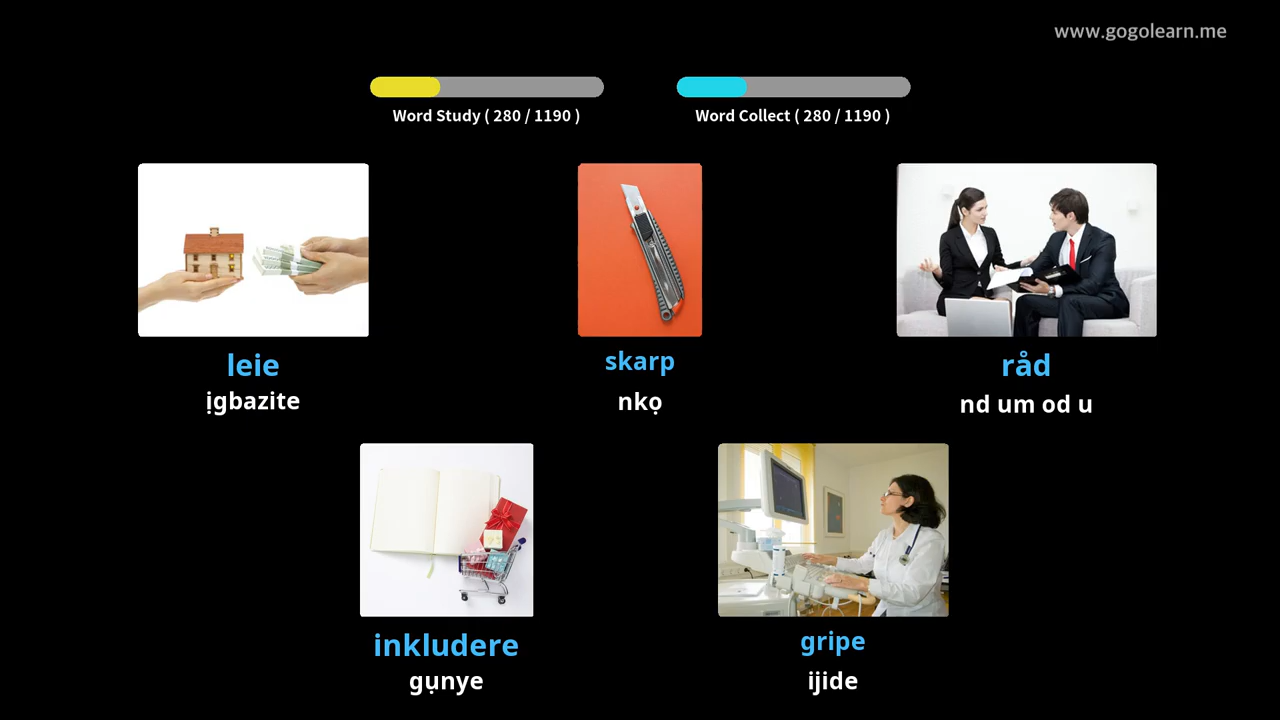 www.gogolearn.me
Word Study ( 280 / 1190 )
Word Collect ( 280 / 1190 )
leie
ịgbazite
skarp
nkọ
råd
nd um od u
inkludere
gụnye
gripe
ijide